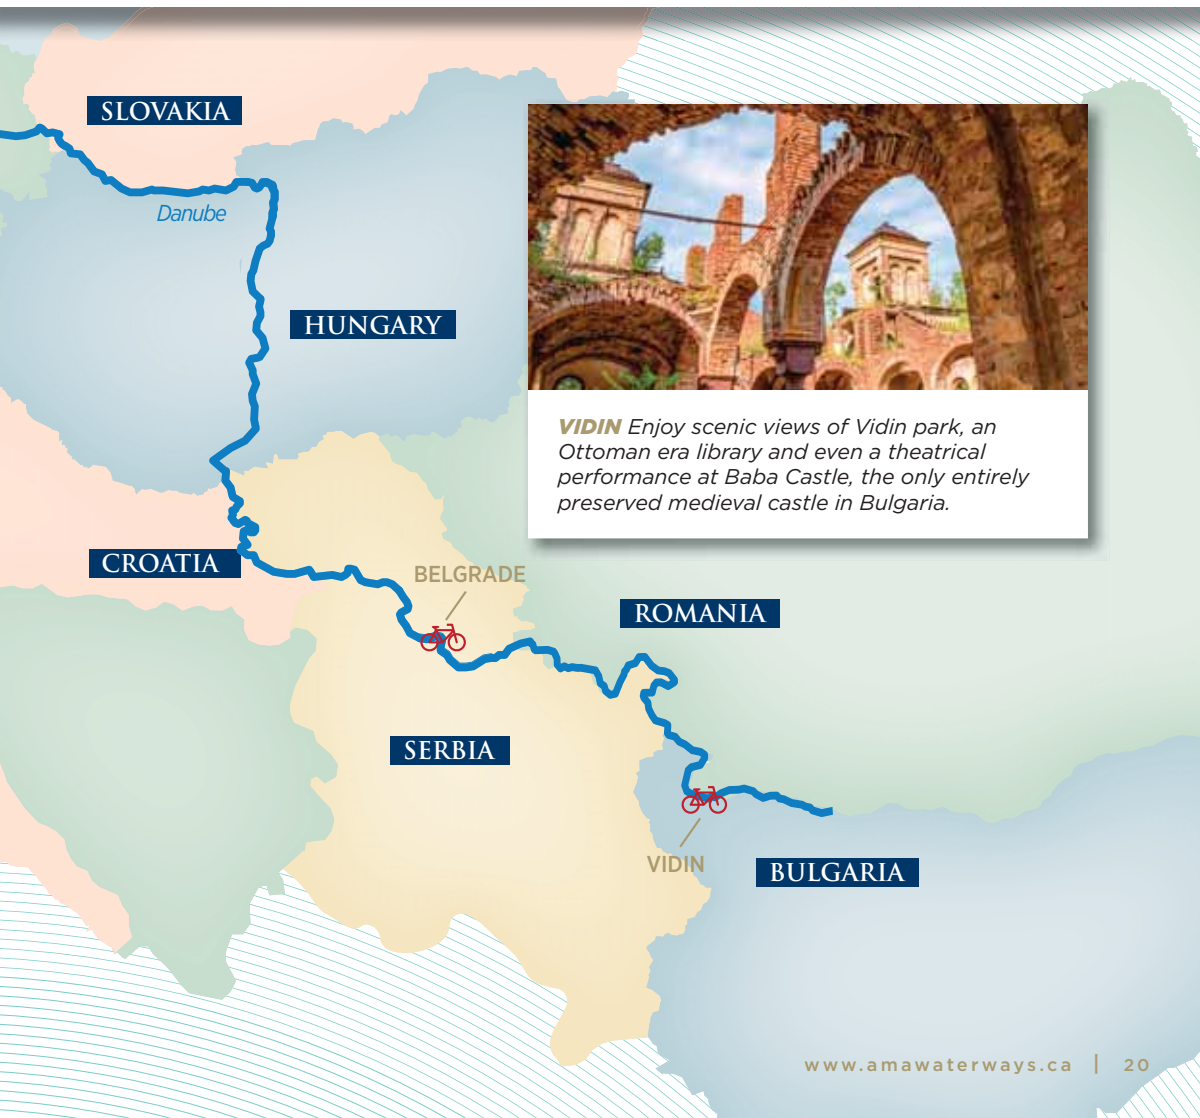 SLOVAKIA
Danube
HUNGARY
VIDIN Enjoy scenic views of Vidin park, an
Ottoman era library and even a theatrical
performance at Baba Castle, the only entirely
preserved medieval castle in Bulgaria.
CROATIA
BELGRADE
ROMANIA
SERBIA
VIDIN
BULGARIA
www.amawaterways.ca | 20